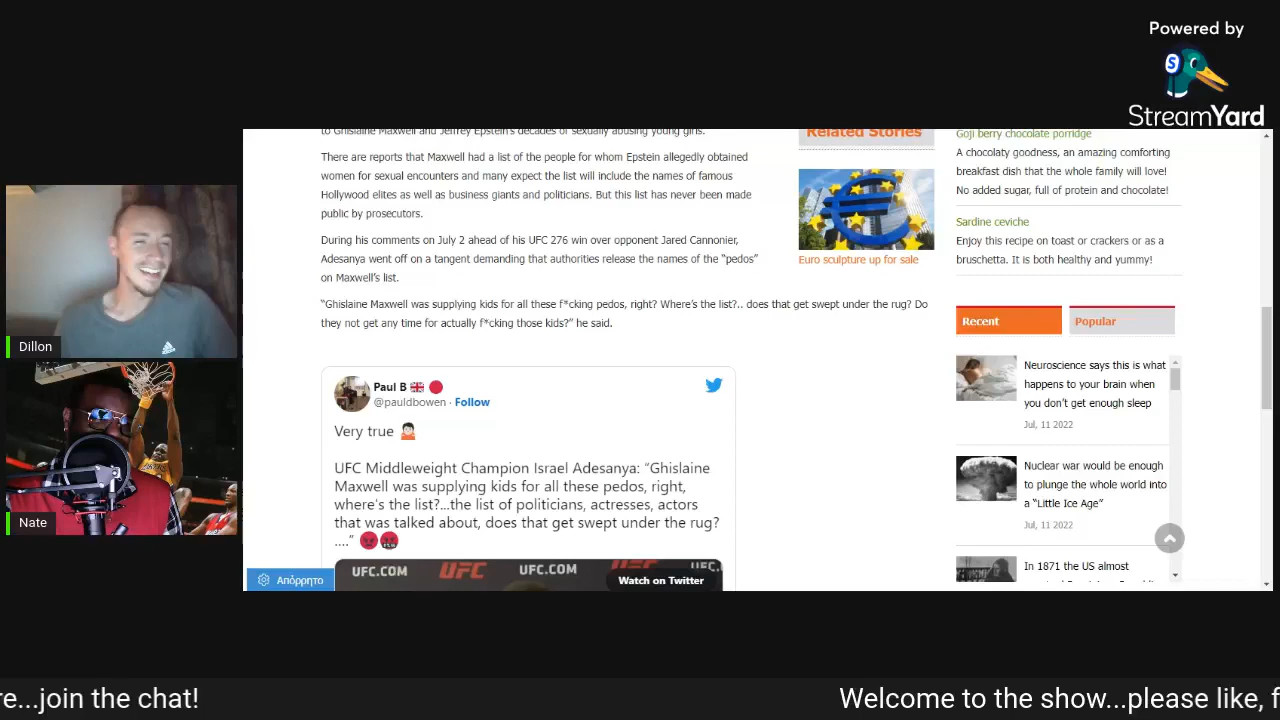 Powered by
StreamYard
to Ghislaine Maxwell and Jeffrey Epstein's decades of sexually abusing young girls.
There are reports that Maxwell had a list of the people for whom Epstein allegedly obtained
women for sexual encounters and many expect the list will include the names of famous
Hollywood elites as well as business giants and politicians. But this list has never been made
public by prosecutors.
During his comments on July 2 ahead of his UFC 276 win over opponent Jared Cannonier,
Adesanya went off on a tangent demanding that authorities release the names of the “pedos”
on Maxwell’s list.
“Ghislaine Maxwell was supplying kids for all these f*cking pedos, right? Where’s the list?.. does that get swept under the rug? Do
they not get any time for actually f*cking those kids?” he said.
Paul B
@pauldbowen · Follow
Very true
UFC Middleweight Champion Israel Adesanya: “Ghislaine
Maxwell was supplying kids for all these pedos, right,
where's the list?...the list of politicians, actresses, actors
that was talked about, does that get swept under the rug?
....”
UFC.COM UFC UFC.COM UFC UFC.
Watch on Twitter
Απόρρητο
Related Stories
Euro sculpture up for sale
Goji berry chocolate porridge
A chocolaty goodness, an amazing comforting
breakfast dish that the whole family will love!
No added sugar, full of protein and chocolate!
Sardine ceviche
Enjoy this recipe on toast or crackers or as a
bruschetta. It is both healthy and yummy!
Recent
Popular
Neuroscience says this is what
happens to your brain when
you don’t get enough sleep
Jul, 11 2022
Nuclear war would be enough
to plunge the whole world into
a “Little Ice Age”
Jul, 11 2022
In 1871 the US almost
Dillon
Nate
re...join the chat!
Welcome to the show...please like, f